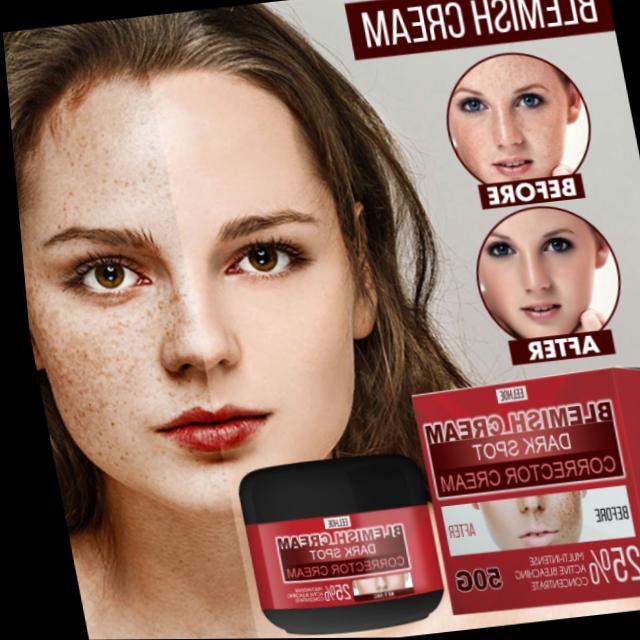 BLEMISH CREAM
BEFORE
AFTER
EELHOE
BLEMISH CREAM
DARK SPOT
CORRECTOR CREAM
BEFORE
AFTER
25%
MULTI-INTENSE
ACTIVE BLEACHING
CONCENTRATE
50G
EELHOE
BLEMISH CREAM
DARK SPOT
CORRECTOR CREAM
25%